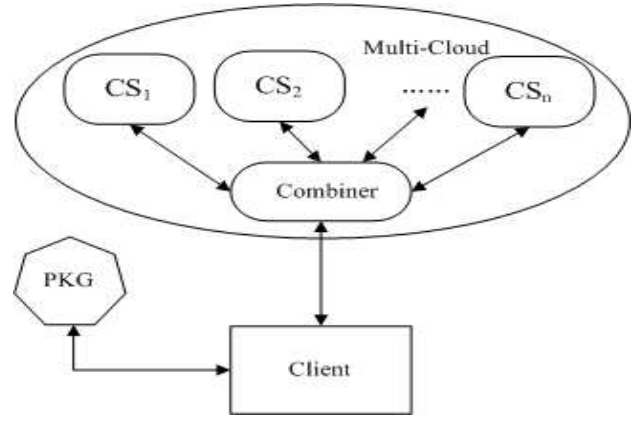 Multi-Cloud
CS₁
CS₂
......
CSₙ
Combiner
PKG
Client